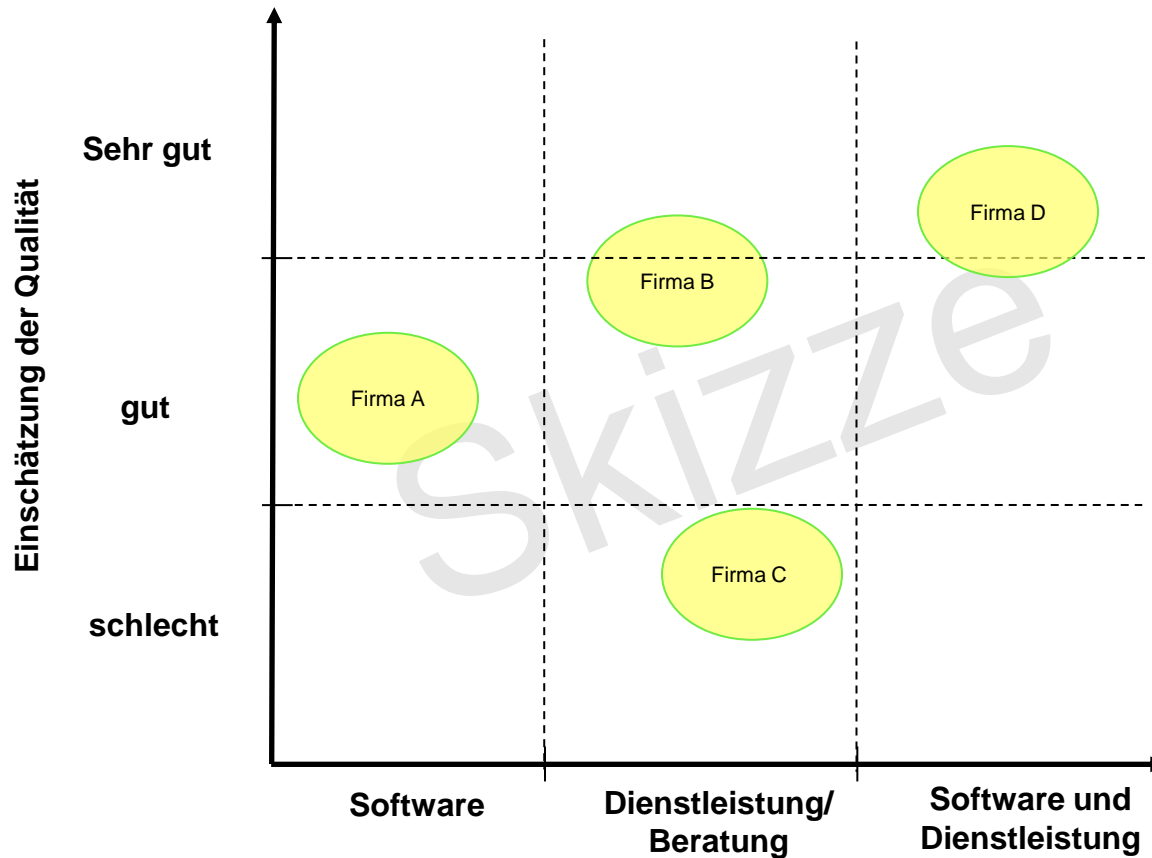 Einschätzung der Qualität
Sehr gut
gut
schlecht
Firma A
Firma B
Firma C
Firma D
Skizze
Software
Dienstleistung/
Beratung
Software und
Dienstleistung